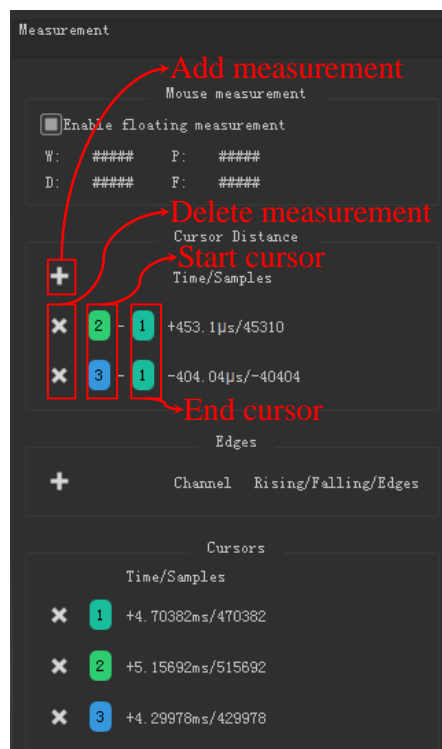 Measurement
Add measurement
Mouse measurement
Enable floating measurement
W: ##### P: #####
D: ##### F: #####
Delete measurement
Cursor Distance
Start cursor
Time/Samples
2 - 1 +453.1μs/45310
3 - 1 -404.04μs/-40404
End cursor
Edges
Channel Rising/Falling/Edges
Cursors
Time/Samples
1 +4.70382ms/470382
2 +5.15692ms/515692
3 +4.29978ms/429978